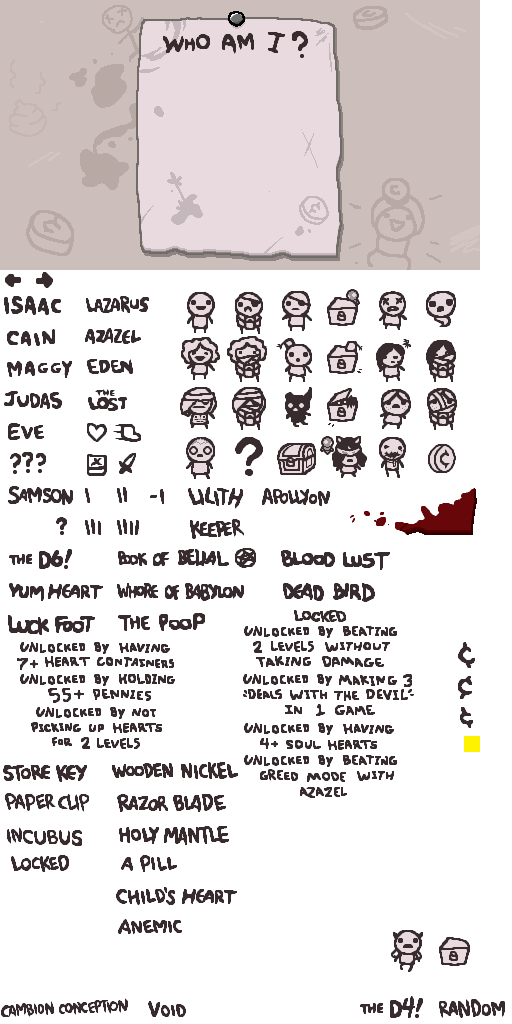 WHO AM I ?
ISAAC LAZARUS
CAIN AZAZEL
MAGGY EDEN
JUDAS THE LOST
EVE
???
?
SAMSON I II -I LILITH APOLLYON
? III IIII KEEPER
THE D6! BOOK OF BELIAL BLOOD LUST
YUM HEART WHORE OF BABYLON DEAD BIRD
LUCK FOOT THE POOP
LOCKED
UNLOCKED BY HAVING
7+ HEART CONTAINERS
UNLOCKED BY HOLDING
55+ PENNIES
UNLOCKED BY NOT
PICKING UP HEARTS
FOR 2 LEVELS
UNLOCKED BY BEATING
2 LEVELS WITHOUT
TAKING DAMAGE
UNLOCKED BY MAKING 3
"DEALS WITH THE DEVIL"
IN 1 GAME
UNLOCKED BY HAVING
4+ SOUL HEARTS
UNLOCKED BY BEATING
GREED MODE WITH
AZAZEL
¢
¢
¢
STORE KEY WOODEN NICKEL
PAPER CLIP RAZOR BLADE
INCUBUS HOLY MANTLE
LOCKED A PILL
CHILD'S HEART
ANEMIC
CAMBION CONCEPTION VOID THE D4! RANDOM